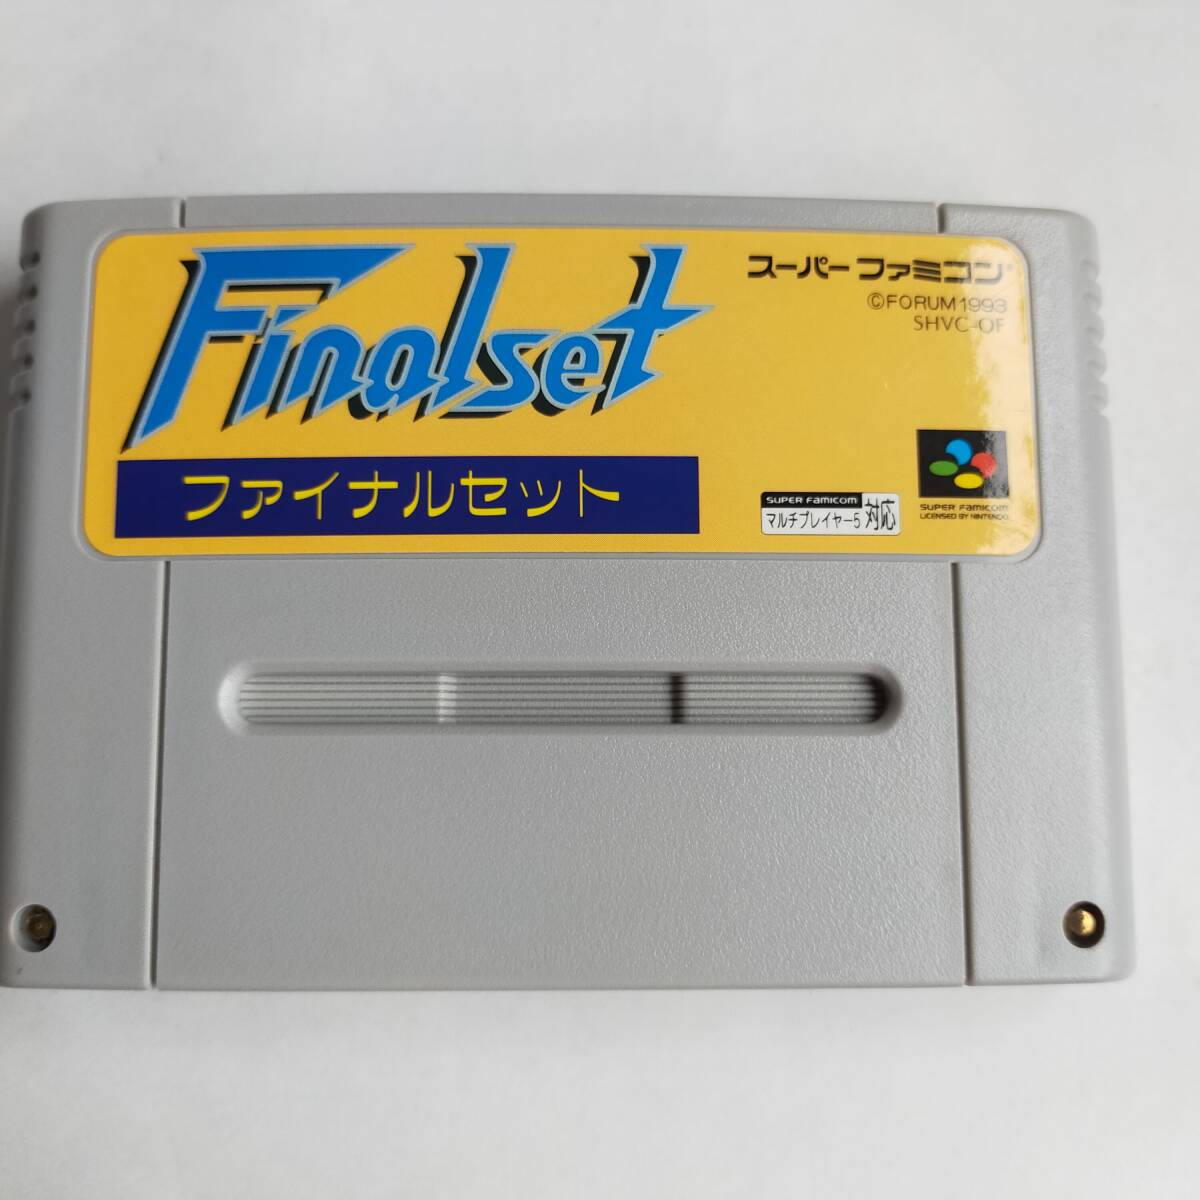 Finalset
ファイナルセット
スーパーファミコン
©FORUM1993
SHVC-OF
SUPER FAMICOM
マルチプレイヤー5 対応
SUPER FAMICOM
LICENSED BY NINTENDO